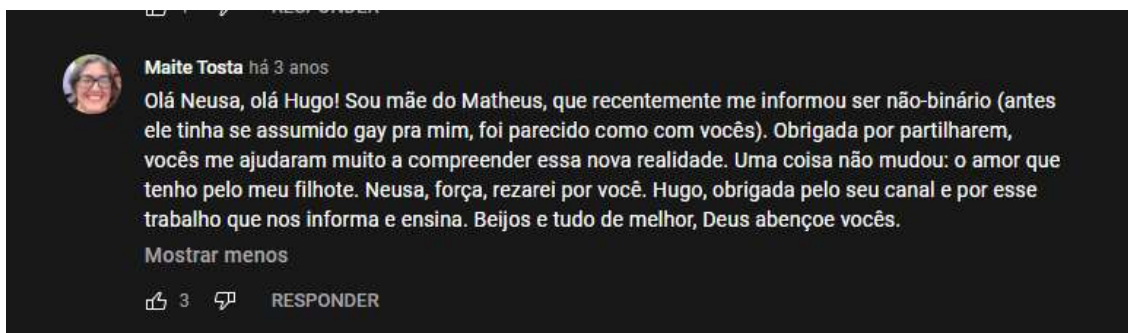 Maite Tosta há 3 anos
Olá Neusa, olá Hugo! Sou mãe do Matheus, que recentemente me informou ser não-binário (antes
ele tinha se assumido gay pra mim, foi parecido como com vocês). Obrigada por partilharem,
vocês me ajudaram muito a compreender essa nova realidade. Uma coisa não mudou: o amor que
tenho pelo meu filhote. Neusa, força, rezarei por você. Hugo, obrigada pelo seu canal e por esse
trabalho que nos informa e ensina. Beijos e tudo de melhor, Deus abençoe vocês.
Mostrar menos
3 RESPONDER